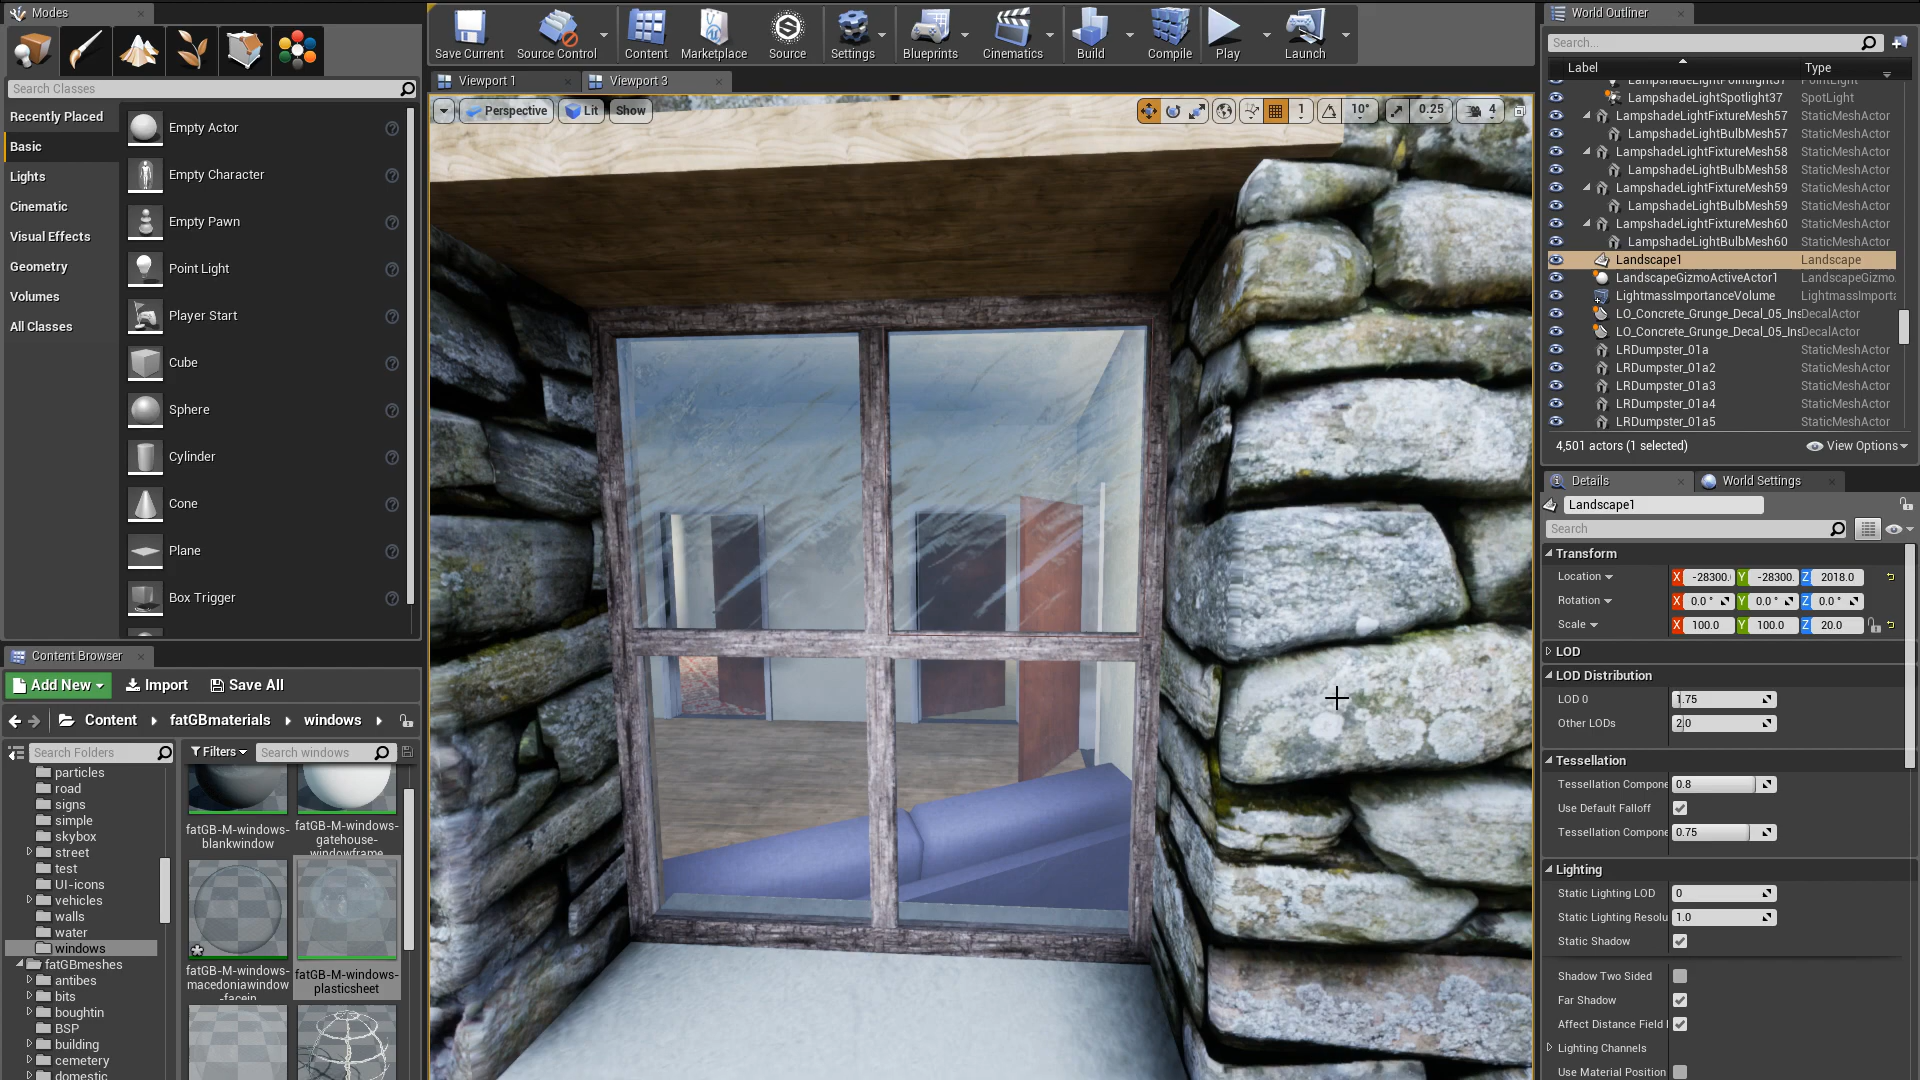 Modes
Search Classes
Recently Placed
Basic
Lights
Cinematic
Visual Effects
Geometry
Volumes
All Classes
Empty Actor
Empty Character
Empty Pawn
Point Light
Player Start
Cube
Sphere
Cylinder
Cone
Plane
Box Trigger
Content Browser
Add New
Import
Save All
Content
fatGBmaterials
windows
Search Folders
Filters
Search windows
particles
road
signs
simple
skybox
street
test
UI-icons
vehicles
walls
water
windows
fatGBmeshes
antibes
bits
boughtin
BSP
building
cemetery
domestic
fatGB-M-windows-
blankwindow
fatGB-M-windows-
gatehouse-
windowframe
fatGB-M-windows-
macedoniawindow
-facein
fatGB-M-windows-
plasticsheet
Save Current
Source Control
Content
Marketplace
Source
Settings
Blueprints
Cinematics
Build
Compile
Play
Launch
Viewport 1
Viewport 3
Perspective
Lit
Show
1
10°
0.25
4
World Outliner
Search...
Label
Type
LampshadeLightPointlight37 PointLight
LampshadeLightSpotlight37 SpotLight
LampshadeLightFixtureMesh57 StaticMeshActor
LampshadeLightBulbMesh57 StaticMeshActor
LampshadeLightFixtureMesh58 StaticMeshActor
LampshadeLightBulbMesh58 StaticMeshActor
LampshadeLightFixtureMesh59 StaticMeshActor
LampshadeLightBulbMesh59 StaticMeshActor
LampshadeLightFixtureMesh60 StaticMeshActor
LampshadeLightBulbMesh60 StaticMeshActor
Landscape1 Landscape
LandscapeGizmoActiveActor1 LandscapeGizmo
LightmassImportanceVolume LightmassImporta
LO_Concrete_Grunge_Decal_05_Ins DecalActor
LO_Concrete_Grunge_Decal_05_Ins DecalActor
LRDumpster_01a StaticMeshActor
LRDumpster_01a2 StaticMeshActor
LRDumpster_01a3 StaticMeshActor
LRDumpster_01a4 StaticMeshActor
LRDumpster_01a5 StaticMeshActor
4,501 actors (1 selected)
View Options
Details
World Settings
Landscape1
Search
Transform
Location X -28300. Y -28300. Z 2018.0
Rotation X 0.0 ° Y 0.0 ° Z 0.0 °
Scale X 100.0 Y 100.0 Z 20.0
LOD
LOD Distribution
LOD 0 1.75
Other LODs 2.0
Tessellation
Tessellation Compone 0.8
Use Default Falloff
Tessellation Compone 0.75
Lighting
Static Lighting LOD 0
Static Lighting Resolu 1.0
Static Shadow
Shadow Two Sided
Far Shadow
Affect Distance Field
Lighting Channels
Use Material Position